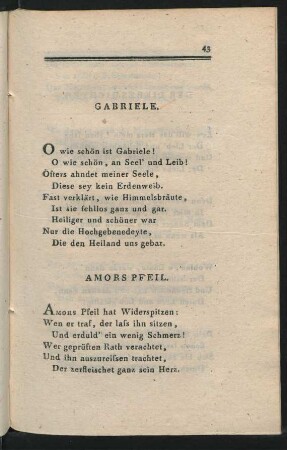 43
GABRIELE.
O wie schön ist Gabriele!
O wie schön, an Seel' und Leib!
Öfters ahndet meiner Seele,
Diese sey kein Erdenweib.
Fast verklärt, wie Himmelsbräute,
Ist sie fehllos ganz und gar.
Heiliger und schöner war
Nur die Hochgebenedeyte,
Die den Heiland uns gebar.
AMORS PFEIL.
AMORS Pfeil hat Widerspitzen:
Wen er traf, der lass ihn sitzen,
Und erduld' ein wenig Schmerz!
Wer geprüften Rath verachtet,
Und ihn auszureissen trachtet,
Der zerfleischet ganz sein Herz.